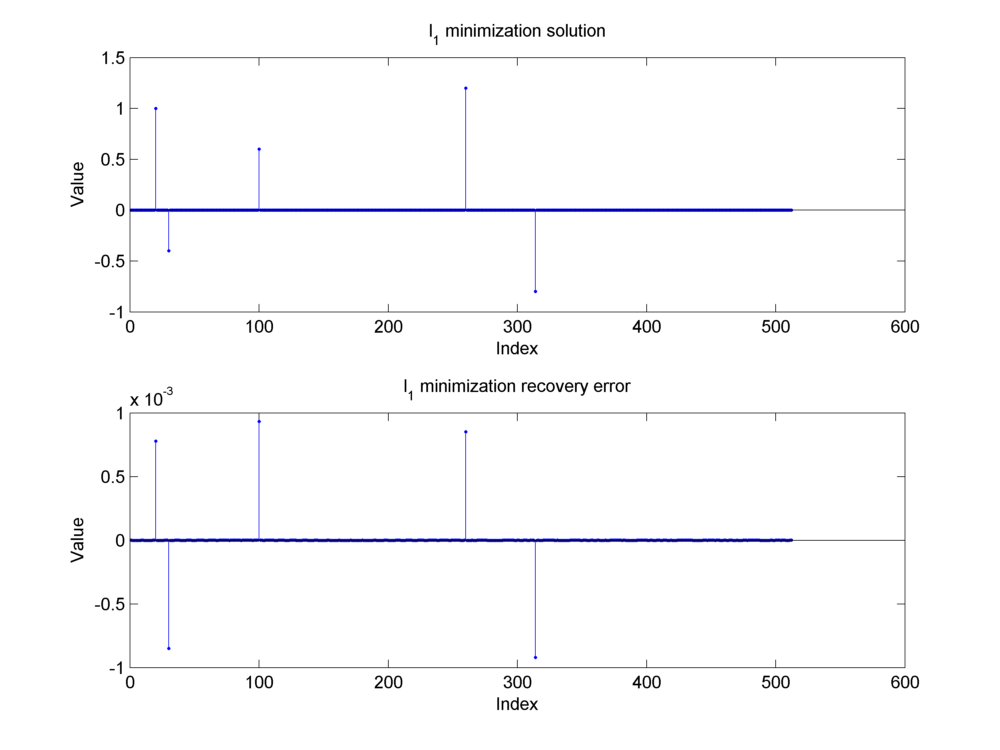 l1 minimization solution
1.5
1
0.5
0
-0.5
-1
Value
0 100 200 300 400 500 600
Index
l1 minimization recovery error
x 10-3
1
0.5
0
-0.5
-1
Value
0 100 200 300 400 500 600
Index